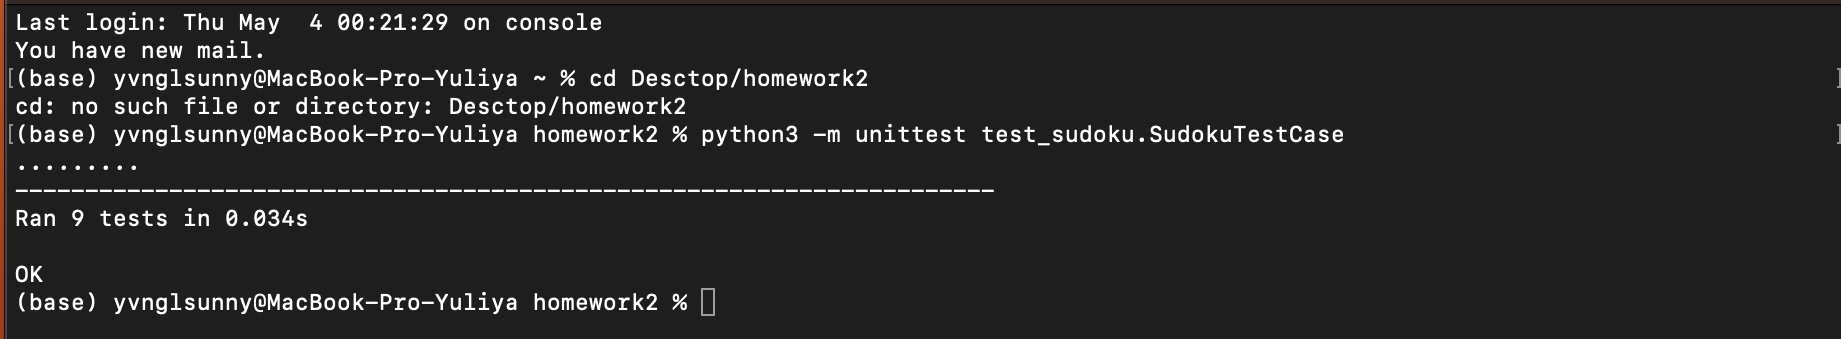 Last login: Thu May  4 00:21:29 on console
You have new mail.
[(base) yvnglsunny@MacBook-Pro-Yuliya ~ % cd Desctop/homework2 ]
cd: no such file or directory: Desctop/homework2
[(base) yvnglsunny@MacBook-Pro-Yuliya homework2 % python3 -m unittest test_sudoku.SudokuTestCase ]
.........
----------------------------------------------------------------------
Ran 9 tests in 0.034s

OK
(base) yvnglsunny@MacBook-Pro-Yuliya homework2 %